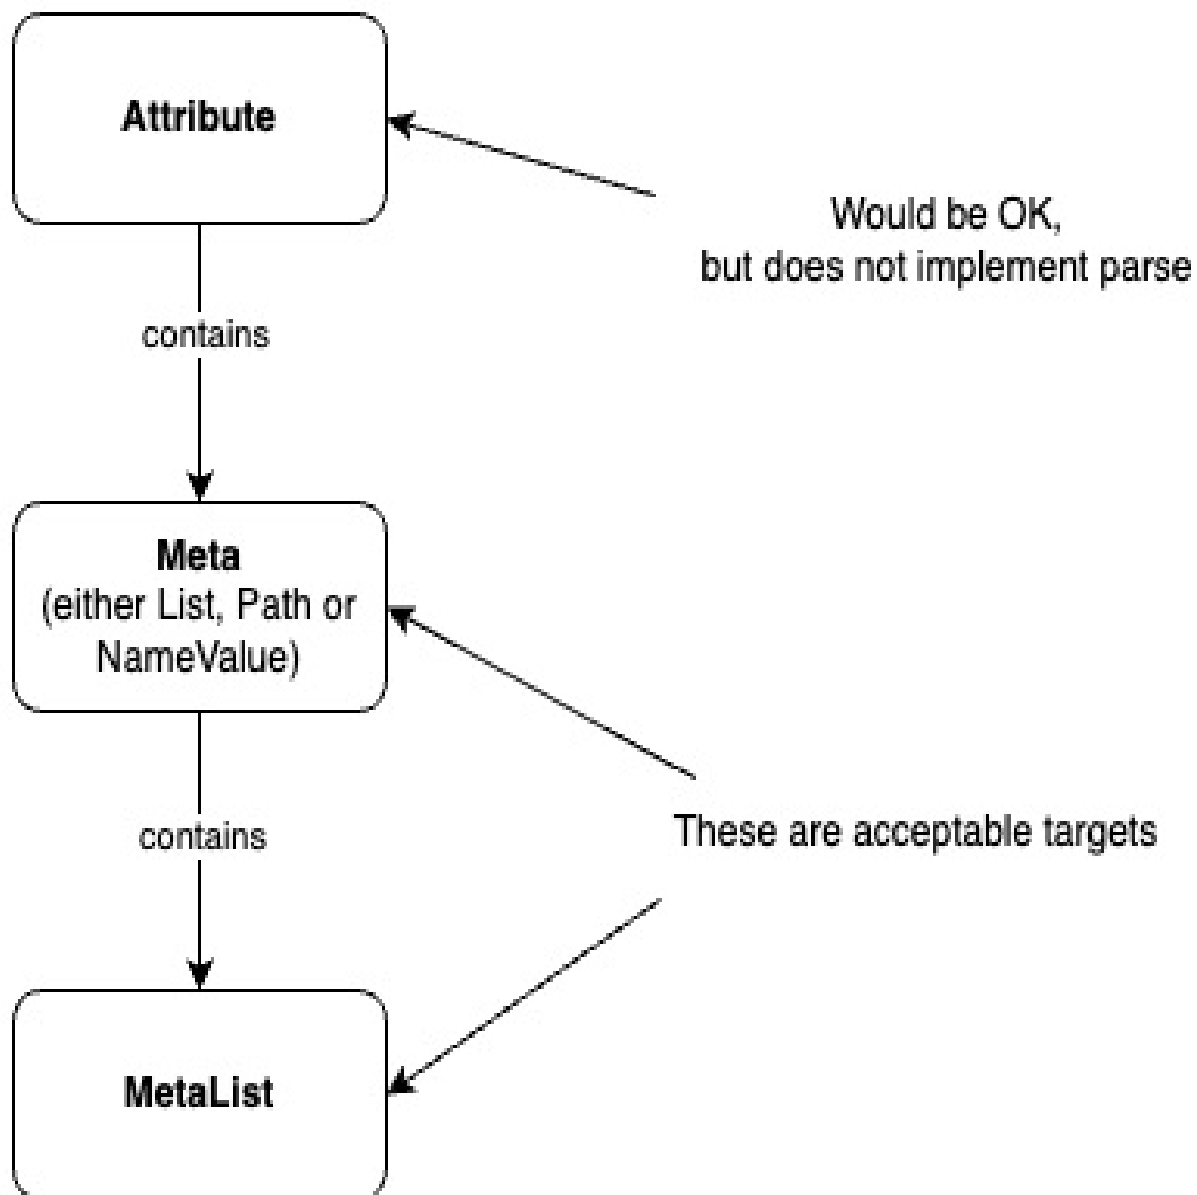 Attribute
Would be OK,
but does not implement parse
contains
Meta
(either List, Path or
NameValue)
contains
These are acceptable targets
MetaList